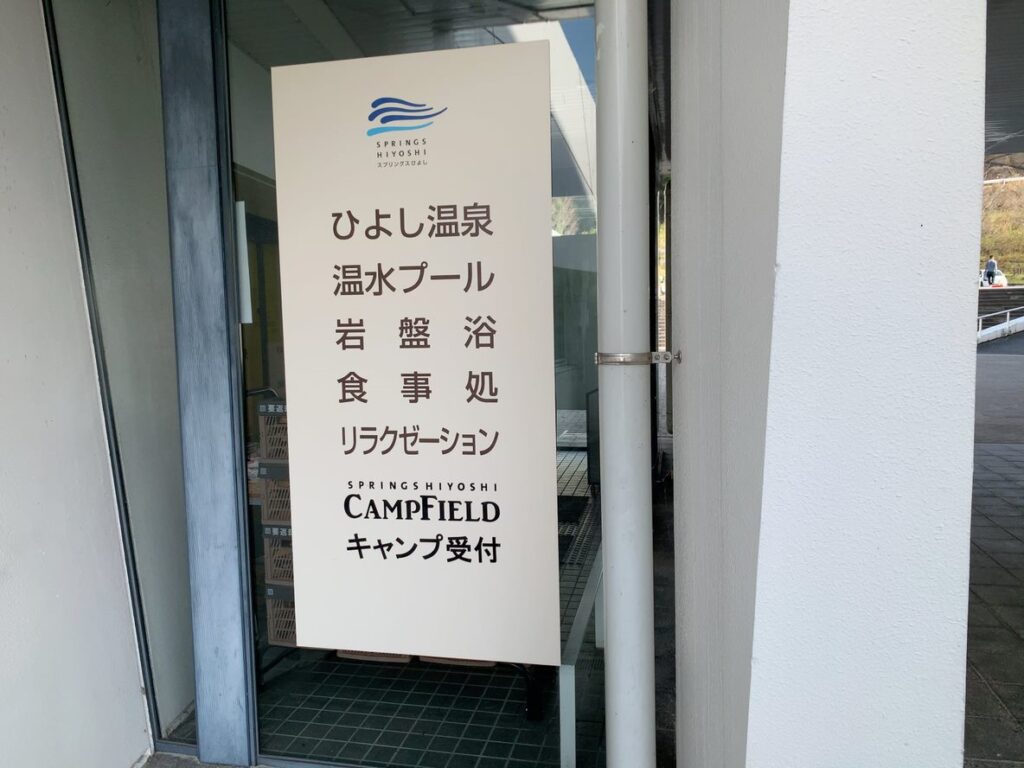 SPRINGS
HIYOSHI
スプリングスひよし
ひよし温泉
温水プール
岩盤浴
食事処
リラクゼーション
SPRINGS HIYOSHI
CAMPFIELD
キャンプ受付